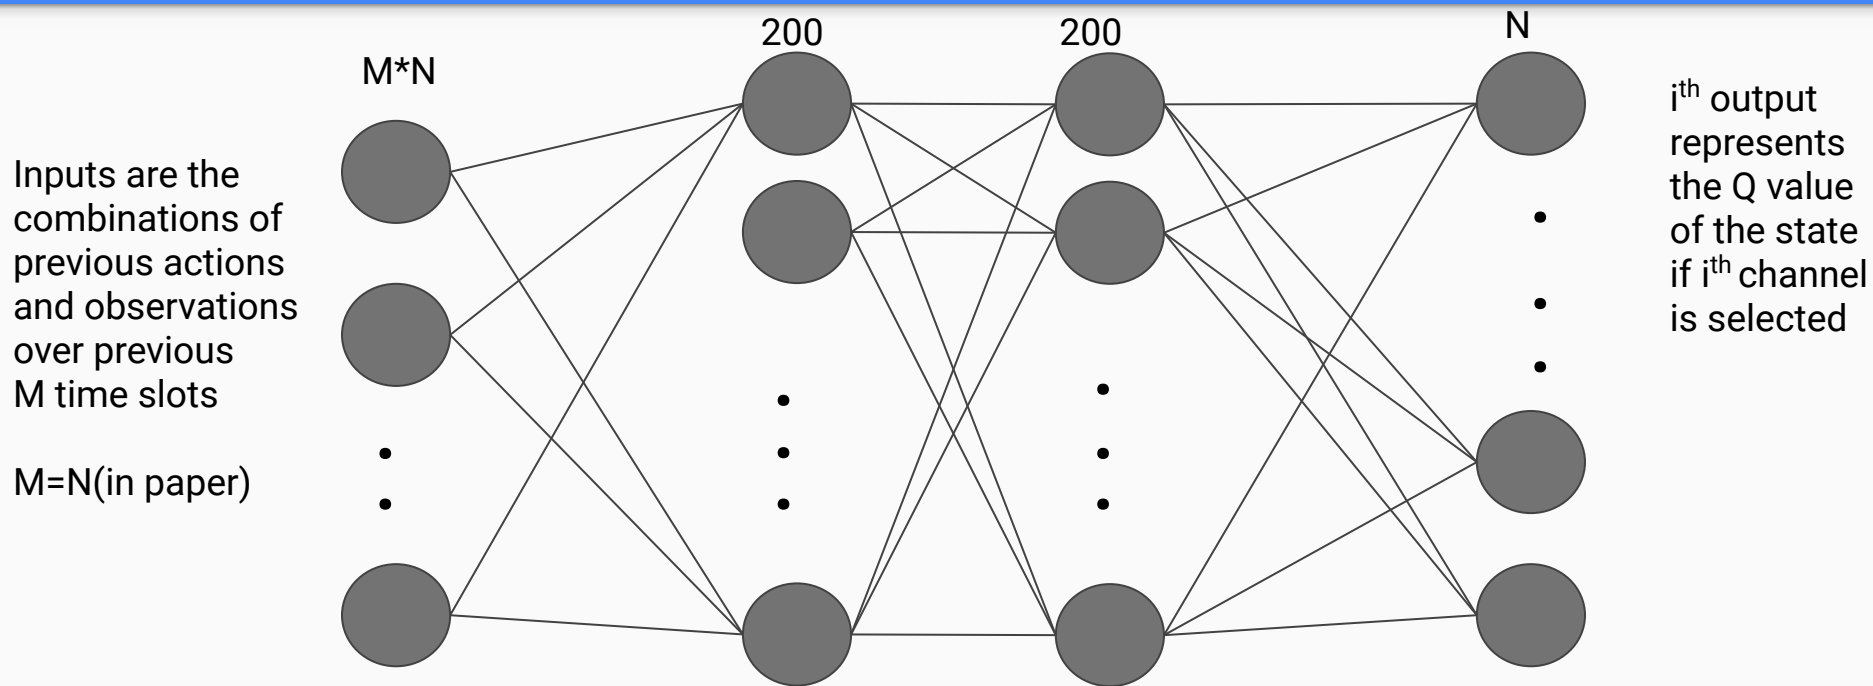 M*N
200
200
N
Inputs are the
combinations of
previous actions
and observations
over previous
M time slots
M=N(in paper)
iᵗʰ output
represents
the Q value
of the state
if iᵗʰ channel
is selected